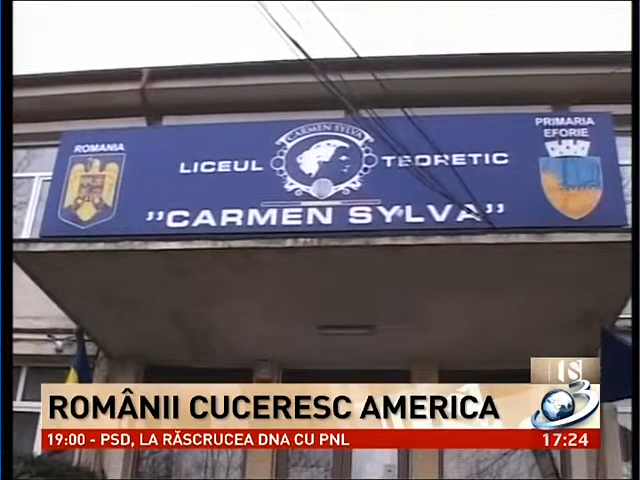 ROMANIA
PRIMARIA
EFORIE
CARMEN SYLVA
LICEUL TEORETIC
"CARMEN SYLVA"
ROMÂNII CUCERESC AMERICA
19:00 - PSD, LA RĂSCRUCEA DNA CU PNL
17:24
3